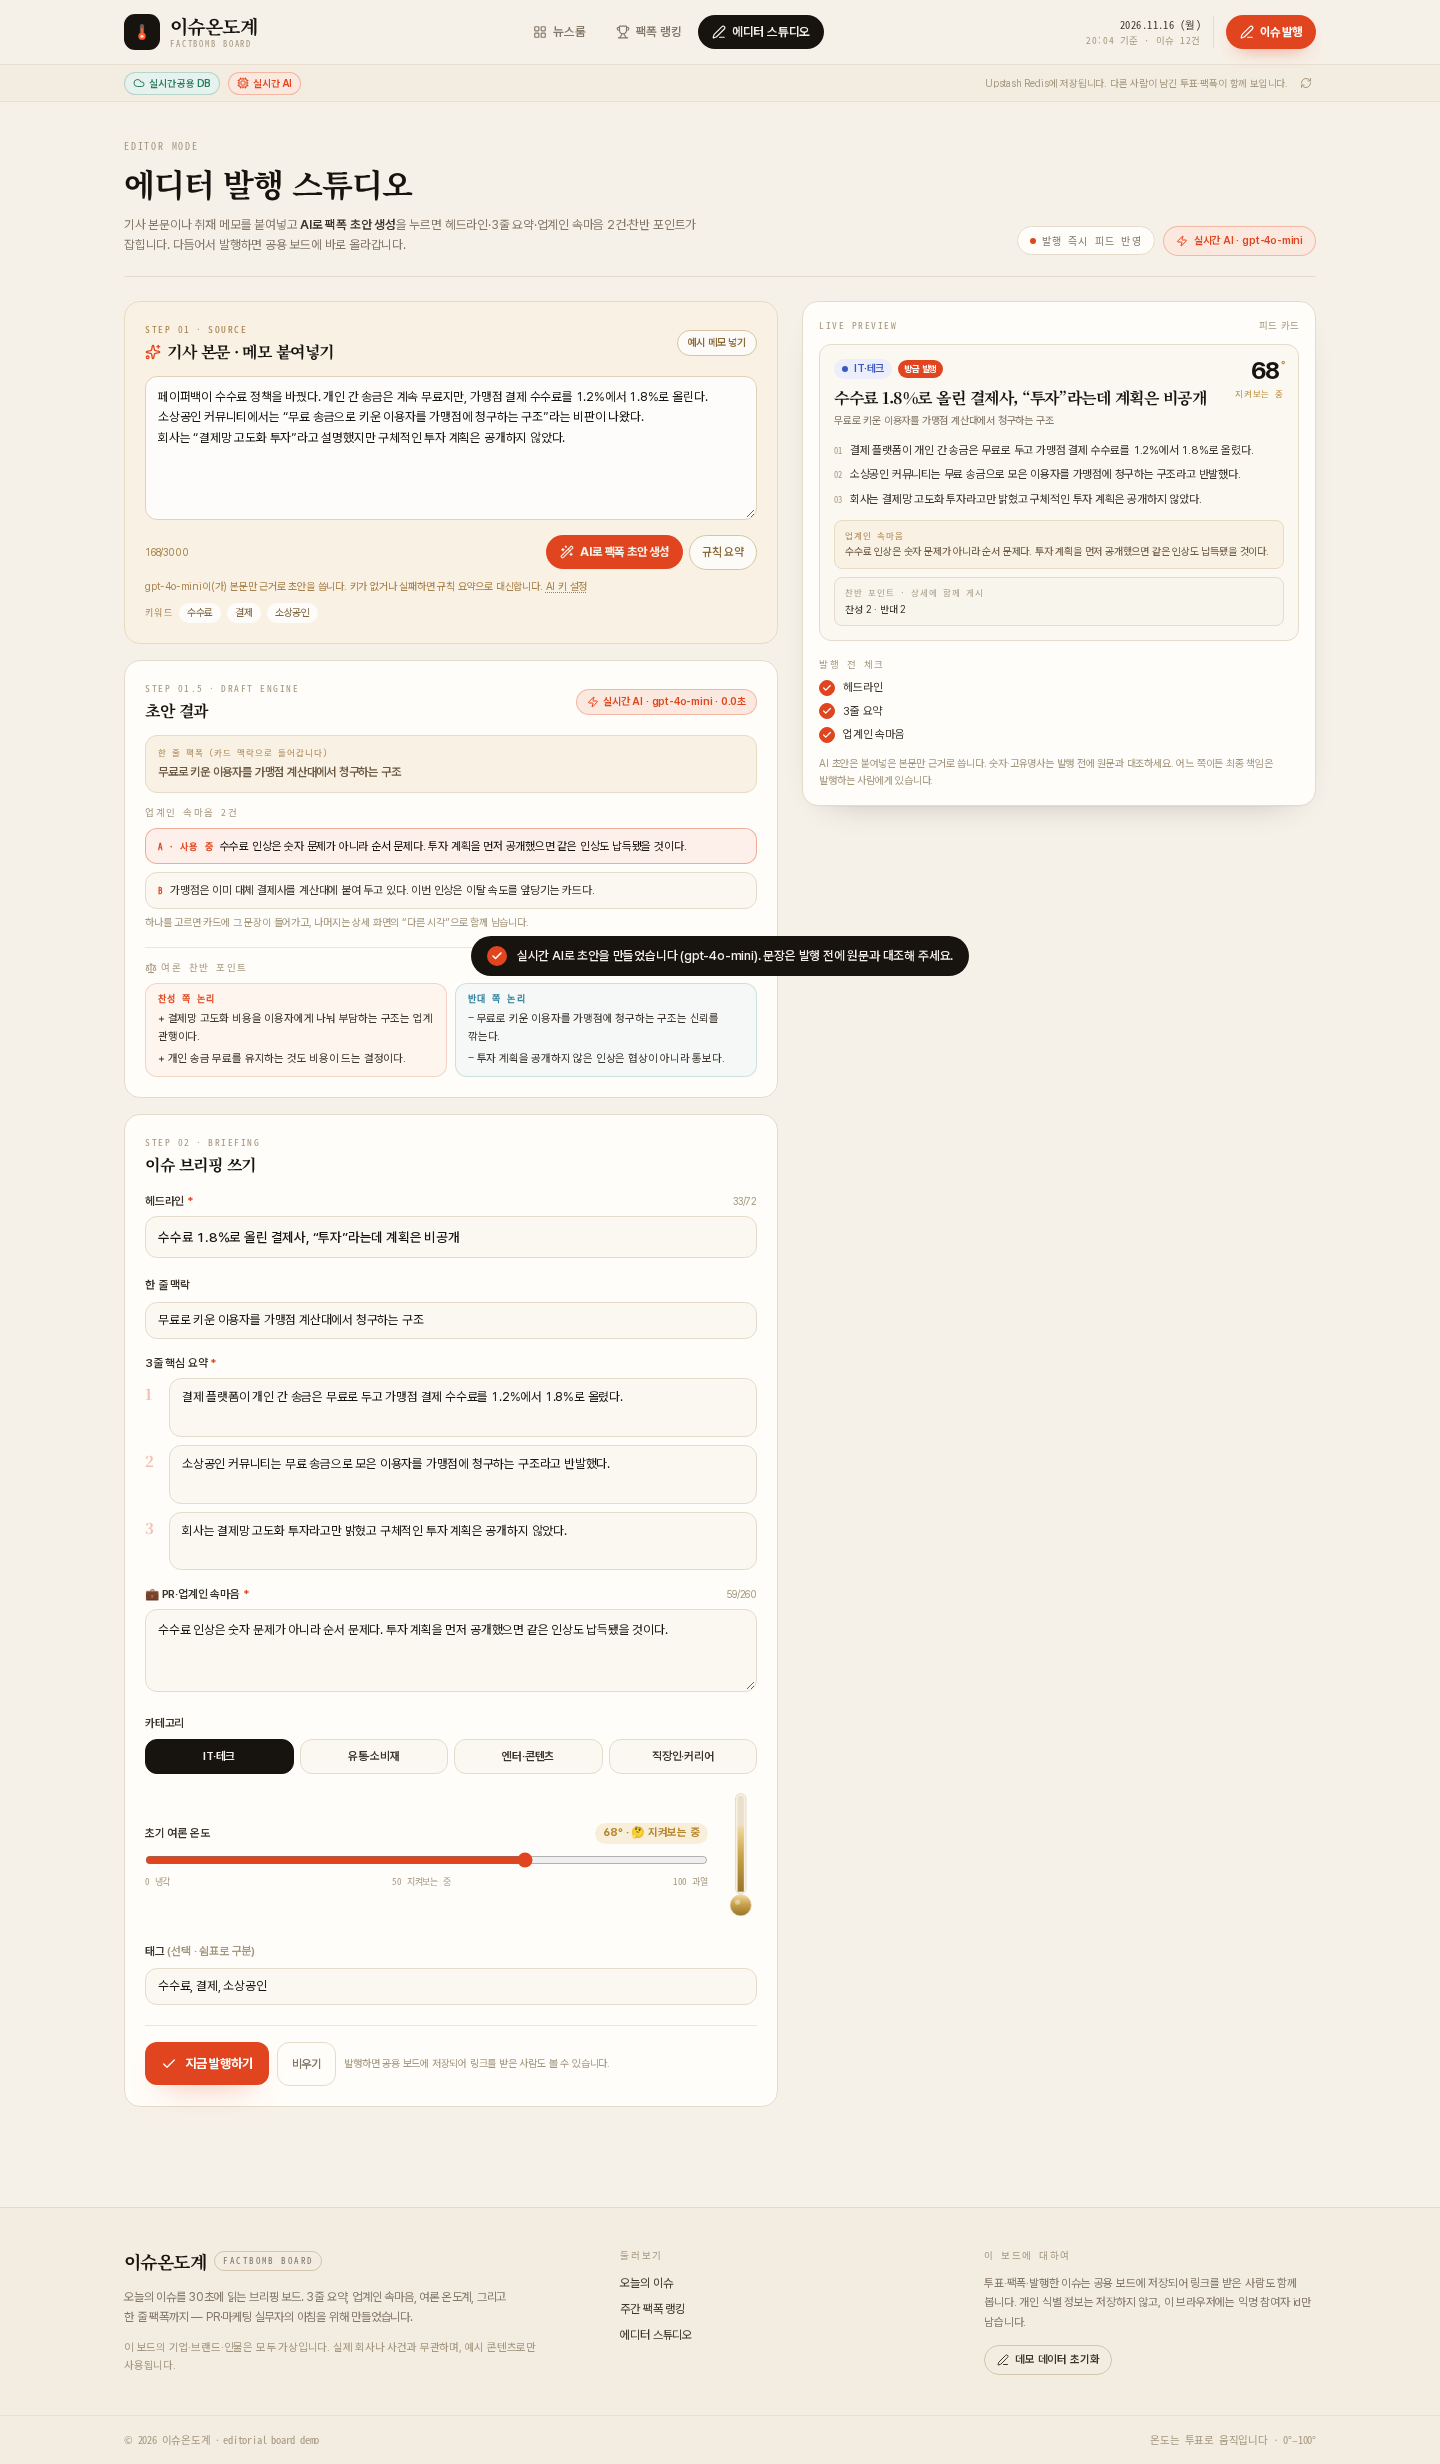 이슈온도계
FACTBOMB BOARD
뉴스룸
팩폭 랭킹
에디터 스튜디오
2026.11.16 (월)
20:04 기준 · 이슈 12건
이슈 발행
실시간 공용 DB
실시간 AI
Upstash Redis에 저장됩니다. 다른 사람이 남긴 투표·팩폭이 함께 보입니다.
EDITOR MODE
에디터 발행 스튜디오
기사 본문이나 취재 메모를 붙여넣고 AI로 팩폭 초안 생성을 누르면 헤드라인·3줄 요약·업계인 속마음 2건·찬반 포인트가
잡힙니다. 다듬어서 발행하면 공용 보드에 바로 올라갑니다.
발행 즉시 피드 반영
실시간 AI · gpt-4o-mini
STEP 01 · SOURCE
기사 본문 · 메모 붙여넣기
예시 메모 넣기
페이퍼백이 수수료 정책을 바꿨다. 개인 간 송금은 계속 무료지만, 가맹점 결제 수수료를 1.2%에서 1.8%로 올린다.
소상공인 커뮤니티에서는 “무료 송금으로 키운 이용자를 가맹점에 청구하는 구조”라는 비판이 나왔다.
회사는 “결제망 고도화 투자”라고 설명했지만 구체적인 투자 계획은 공개하지 않았다.
168/3000
AI로 팩폭 초안 생성
규칙 요약
gpt-4o-mini이(가) 본문만 근거로 초안을 씁니다. 키가 없거나 실패하면 규칙 요약으로 대신합니다. AI 키 설정
키워드
수수료
결제
소상공인
STEP 01.5 · DRAFT ENGINE
초안 결과
실시간 AI · gpt-4o-mini · 0.0초
한 줄 팩폭 (카드 맥락으로 들어갑니다)
무료로 키운 이용자를 가맹점 계산대에서 청구하는 구조
업계인 속마음 2건
A · 사용 중 수수료 인상은 숫자 문제가 아니라 순서 문제다. 투자 계획을 먼저 공개했으면 같은 인상도 납득됐을 것이다.
B 가맹점은 이미 대체 결제사를 계산대에 붙여 두고 있다. 이번 인상은 이탈 속도를 앞당기는 카드다.
하나를 고르면 카드에 그 문장이 들어가고, 나머지는 상세 화면의 “다른 시각”으로 함께 남습니다.
실시간 AI로 초안을 만들었습니다 (gpt-4o-mini). 문장은 발행 전에 원문과 대조해 주세요.
여론 찬반 포인트
찬성 쪽 논리
+ 결제망 고도화 비용을 이용자에게 나눠 부담하는 구조는 업계
관행이다.
+ 개인 송금 무료를 유지하는 것도 비용이 드는 결정이다.
반대 쪽 논리
− 무료로 키운 이용자를 가맹점에 청구하는 구조는 신뢰를
깎는다.
− 투자 계획을 공개하지 않은 인상은 협상이 아니라 통보다.
STEP 02 · BRIEFING
이슈 브리핑 쓰기
헤드라인 *
33/72
수수료 1.8%로 올린 결제사, “투자”라는데 계획은 비공개
한 줄 맥락
무료로 키운 이용자를 가맹점 계산대에서 청구하는 구조
3줄 핵심 요약 *
1 결제 플랫폼이 개인 간 송금은 무료로 두고 가맹점 결제 수수료를 1.2%에서 1.8%로 올렸다.
2 소상공인 커뮤니티는 무료 송금으로 모은 이용자를 가맹점에 청구하는 구조라고 반발했다.
3 회사는 결제망 고도화 투자라고만 밝혔고 구체적인 투자 계획은 공개하지 않았다.
💼 PR·업계인 속마음 *
59/260
수수료 인상은 숫자 문제가 아니라 순서 문제다. 투자 계획을 먼저 공개했으면 같은 인상도 납득됐을 것이다.
카테고리
IT·테크
유통·소비재
엔터·콘텐츠
직장인·커리어
초기 여론 온도
68° · 🤔 지켜보는 중
0 냉각
50 지켜보는 중
100 과열
태그 (선택 · 쉼표로 구분)
수수료, 결제, 소상공인
지금 발행하기
비우기
발행하면 공용 보드에 저장되어 링크를 받은 사람도 볼 수 있습니다.
LIVE PREVIEW
피드 카드
IT·테크
방금 발행
68°
지켜보는 중
수수료 1.8%로 올린 결제사, “투자”라는데 계획은 비공개
무료로 키운 이용자를 가맹점 계산대에서 청구하는 구조
01 결제 플랫폼이 개인 간 송금은 무료로 두고 가맹점 결제 수수료를 1.2%에서 1.8%로 올렸다.
02 소상공인 커뮤니티는 무료 송금으로 모은 이용자를 가맹점에 청구하는 구조라고 반발했다.
03 회사는 결제망 고도화 투자라고만 밝혔고 구체적인 투자 계획은 공개하지 않았다.
업계인 속마음
수수료 인상은 숫자 문제가 아니라 순서 문제다. 투자 계획을 먼저 공개했으면 같은 인상도 납득됐을 것이다.
찬반 포인트 · 상세에 함께 게시
찬성 2 · 반대 2
발행 전 체크
헤드라인
3줄 요약
업계인 속마음
AI 초안은 붙여넣은 본문만 근거로 씁니다. 숫자·고유명사는 발행 전에 원문과 대조하세요. 어느 쪽이든 최종 책임은
발행하는 사람에게 있습니다.
이슈온도계
FACTBOMB BOARD
오늘의 이슈를 30초에 읽는 브리핑 보드. 3줄 요약, 업계인 속마음, 여론 온도계, 그리고
한 줄 팩폭까지 — PR·마케팅 실무자의 아침을 위해 만들었습니다.
이 보드의 기업·브랜드·인물은 모두 가상입니다. 실제 회사나 사건과 무관하며, 예시 콘텐츠로만
사용됩니다.
둘러보기
오늘의 이슈
주간 팩폭 랭킹
에디터 스튜디오
이 보드에 대하여
투표·팩폭·발행한 이슈는 공용 보드에 저장되어 링크를 받은 사람도 함께
봅니다. 개인 식별 정보는 저장하지 않고, 이 브라우저에는 익명 참여자 id만
남습니다.
데모 데이터 초기화
© 2026 이슈온도계 · editorial board demo
온도는 투표로 움직입니다 · 0°–100°